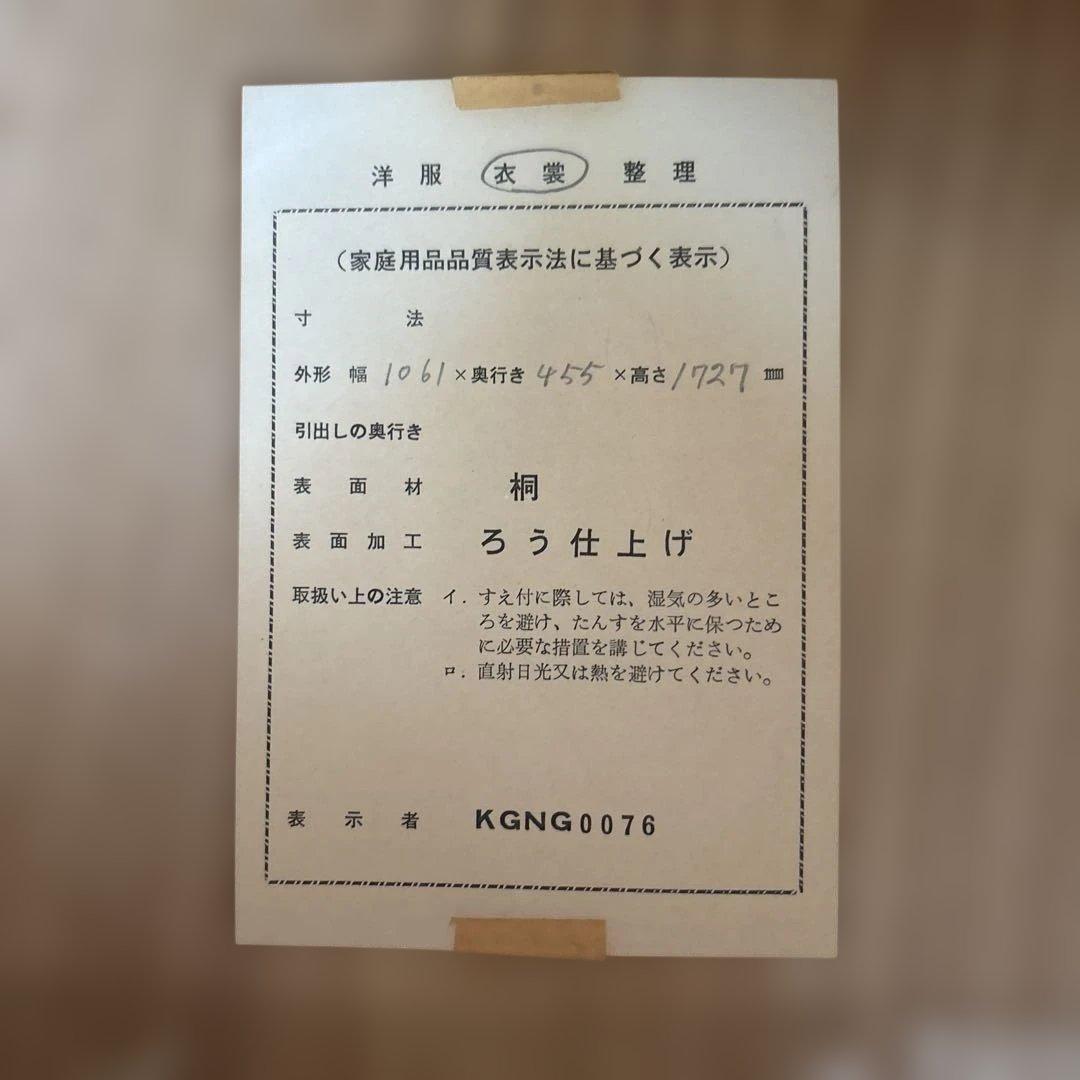 洋服 衣裳 整理
（家庭用品品質表示法に基づく表示）
寸法
外形 幅 1061 ×奥行き 455 ×高さ 1727 mm
引出しの奥行き
表面材 桐
表面加工 ろう仕上げ
取扱い上の注意 イ. すえ付に際しては、湿気の多いとこ
ろを避け、たんすを水平に保つため
に必要な措置を講じてください。
ロ. 直射日光又は熱を避けてください。
表示者 KGNG0076